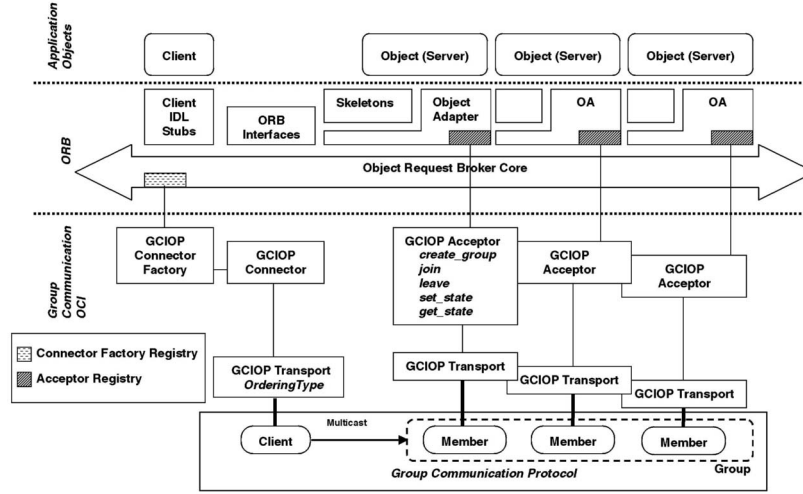 Application
Objects
Client
Object (Server)
Object (Server)
Object (Server)
ORB
Client
IDL
Stubs
ORB
Interfaces
Skeletons
Object
Adapter
OA
OA
Object Request Broker Core
Group
Communication
OCI
GCIOP
Connector
Factory
GCIOP
Connector
GCIOP Acceptor
create_group
join
leave
set_state
get_state
GCIOP
Acceptor
GCIOP
Acceptor
Connector Factory Registry
Acceptor Registry
GCIOP Transport
OrderingType
GCIOP Transport
GCIOP Transport
GCIOP Transport
Client
Multicast
Member
Member
Member
Group
Group Communication Protocol